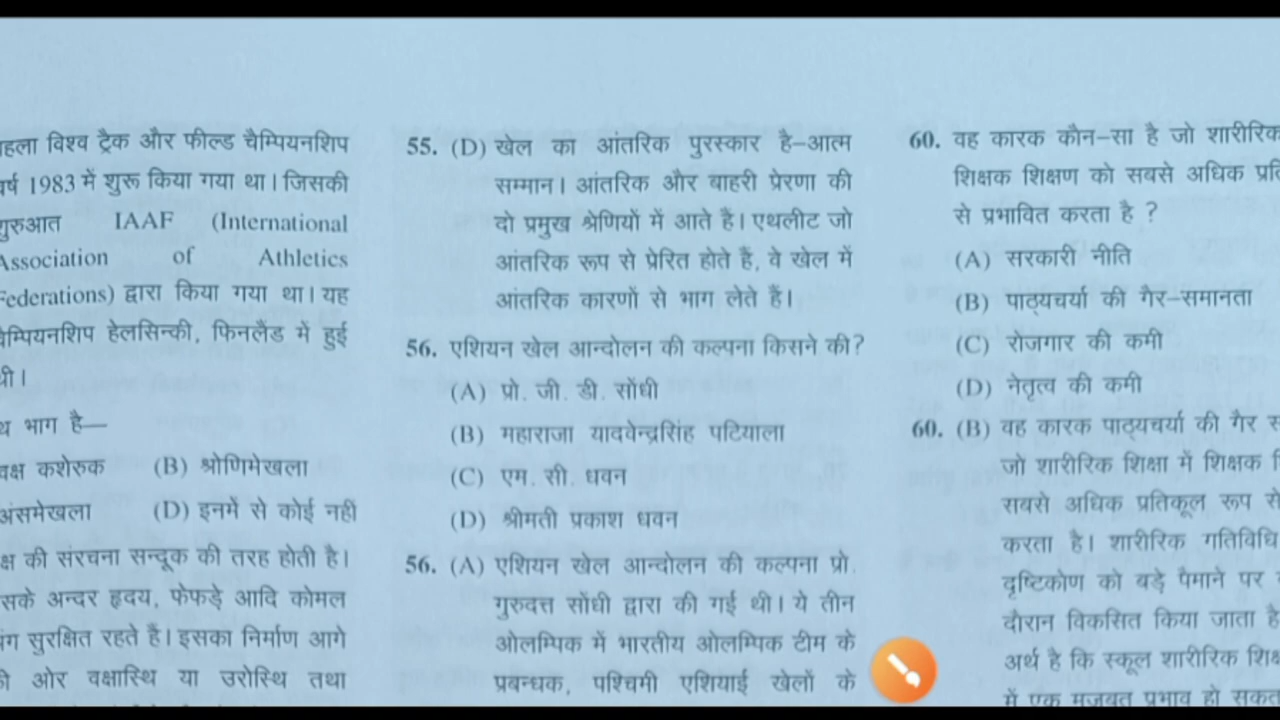 हला विश्व ट्रैक और फील्ड चैम्पियनशिप
वर्ष 1983 में शुरू किया गया था। जिसकी
शुरुआत IAAF (International
Association of Athletics
Federations) द्वारा किया गया था। यह
चैम्पियनशिप हेलसिन्की, फिनलैंड में हुई
थी।
भाग है—
वक्ष कशेरुक (B) श्रोणिमेखला
अंसमेखला (D) इनमें से कोई नहीं
क्ष की संरचना सन्दूक की तरह होती है।
सके अन्दर हृदय, फेफड़े आदि कोमल
अंग सुरक्षित रहते हैं। इसका निर्माण आगे
की ओर वक्षास्थि या उरोस्थि तथा
55. (D) खेल का आंतरिक पुरस्कार है–आत्म
सम्मान। आंतरिक और बाहरी प्रेरणा की
दो प्रमुख श्रेणियों में आते हैं। एथलीट जो
आंतरिक रूप से प्रेरित होते हैं, वे खेल में
आंतरिक कारणों से भाग लेते हैं।
56. एशियन खेल आन्दोलन की कल्पना किसने की?
(A) प्रो. जी. डी. सोंधी
(B) महाराजा यादवेन्द्रसिंह पटियाला
(C) एम. सी. धवन
(D) श्रीमती प्रकाश धवन
56. (A) एशियन खेल आन्दोलन की कल्पना प्रो.
गुरुदत्त सोंधी द्वारा की गई थी। ये तीन
ओलम्पिक में भारतीय ओलम्पिक टीम के
प्रबन्धक, पश्चिमी एशियाई खेलों के
60. वह कारक कौन–सा है जो शारीरिक
शिक्षक शिक्षण को सबसे अधिक प्रति
से प्रभावित करता है ?
(A) सरकारी नीति
(B) पाठ्यचर्या की गैर–समानता
(C) रोजगार की कमी
(D) नेतृत्व की कमी
60. (B) वह कारक पाठ्यचर्या की गैर स
जो शारीरिक शिक्षा में शिक्षक
सबसे अधिक प्रतिकूल रूप से
करता है। शारीरिक गतिविधि
दृष्टिकोण को बड़े पैमाने पर
दौरान विकसित किया जाता है
अर्थ है कि स्कूल शारीरिक शिक्ष
में एक मजबूत प्रभाव हो सकत